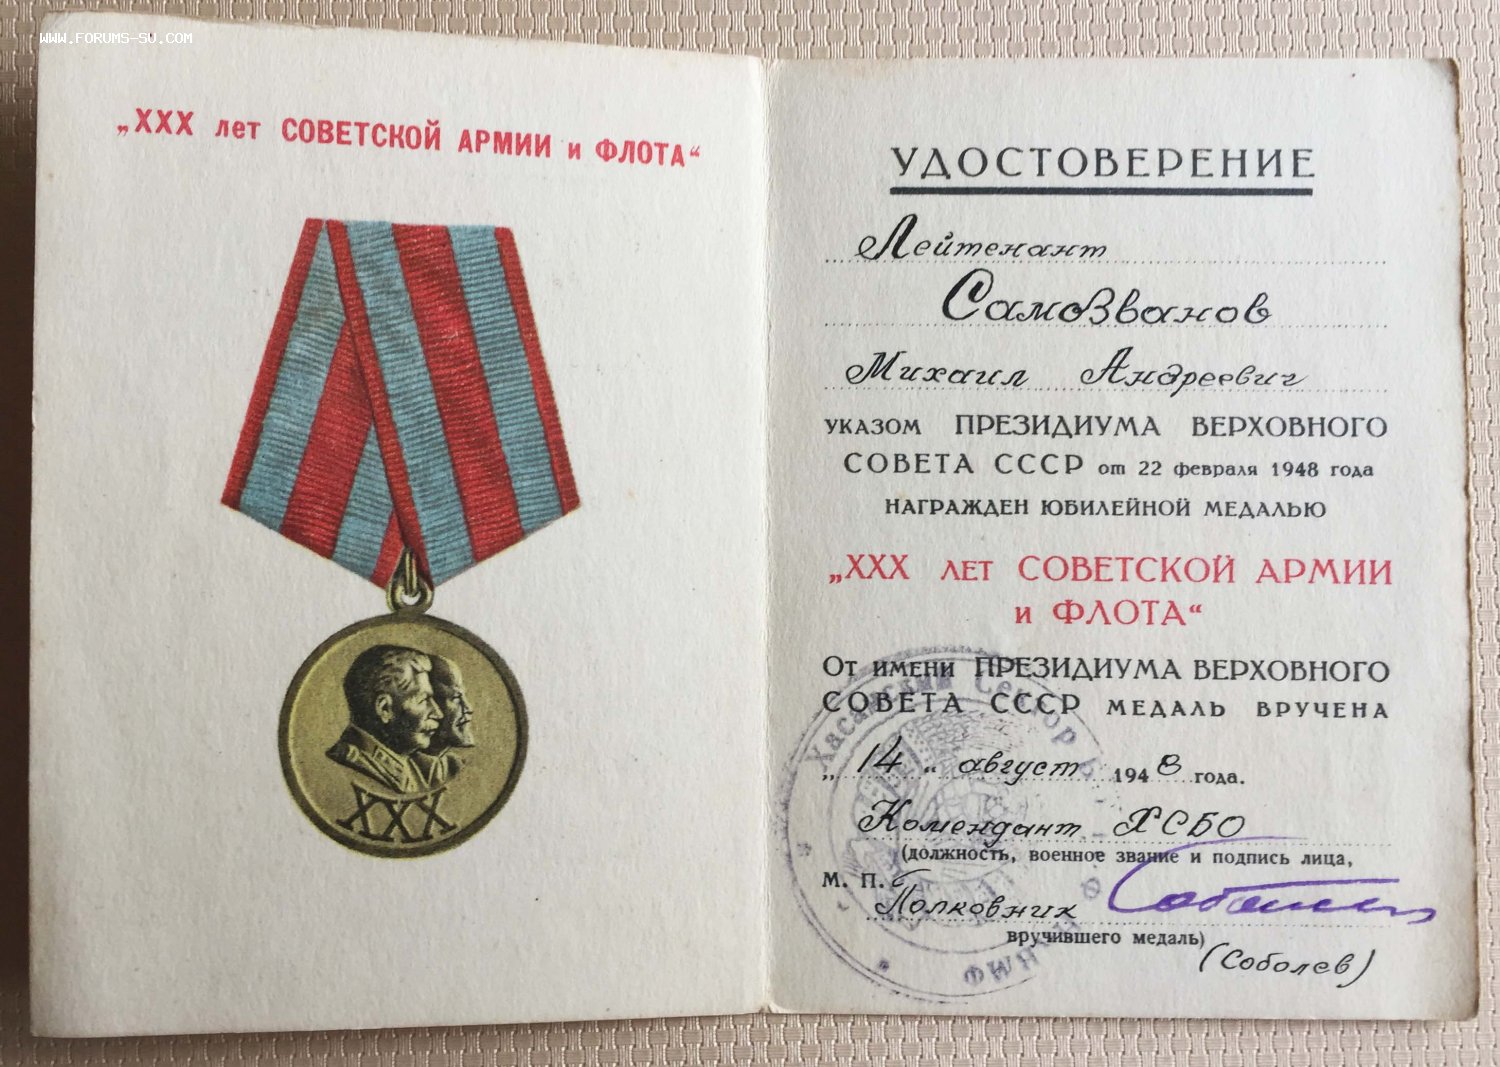 WWW.FORUMS-SU.COM
„XXX лет СОВЕТСКОЙ АРМИИ и ФЛОТА“
XXX
УДОСТОВЕРЕНИЕ
Лейтенант
Самозванов
Михаил Андреевич
УКАЗОМ ПРЕЗИДИУМА ВЕРХОВНОГО
СОВЕТА СССР от 22 февраля 1948 года
НАГРАЖДЕН ЮБИЛЕЙНОЙ МЕДАЛЬЮ
„XXX ЛЕТ СОВЕТСКОЙ АРМИИ
и ФЛОТА“
От имени ПРЕЗИДИУМА ВЕРХОВНОГО
СОВЕТА СССР МЕДАЛЬ ВРУЧЕНА
„14“ август 1948 года.
Комендант ХСБО
(должность, военное звание и подпись лица,
М. П.
Полковник
вручившего медаль)
(Соболев)
Хасанский Сектор